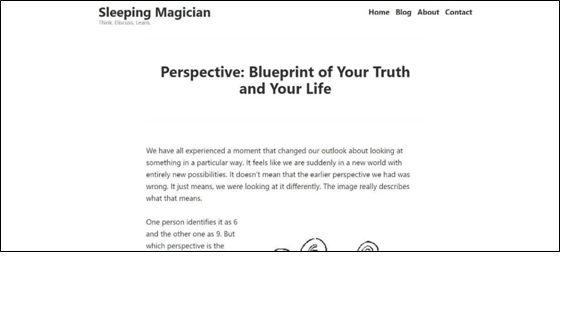 Sleeping Magician
Think. Discuss. Learn.
Home Blog About Contact
Perspective: Blueprint of Your Truth
and Your Life
We have all experienced a moment that changed our outlook about looking at
something in a particular way. It feels like we are suddenly in a new world with
entirely new possibilities. It doesn't mean that the earlier perspective we had was
wrong. It just means, we were looking at it differently. The image really describes
what that means.
One person identifies it as 6
and the other one as 9. But
which perspective is the